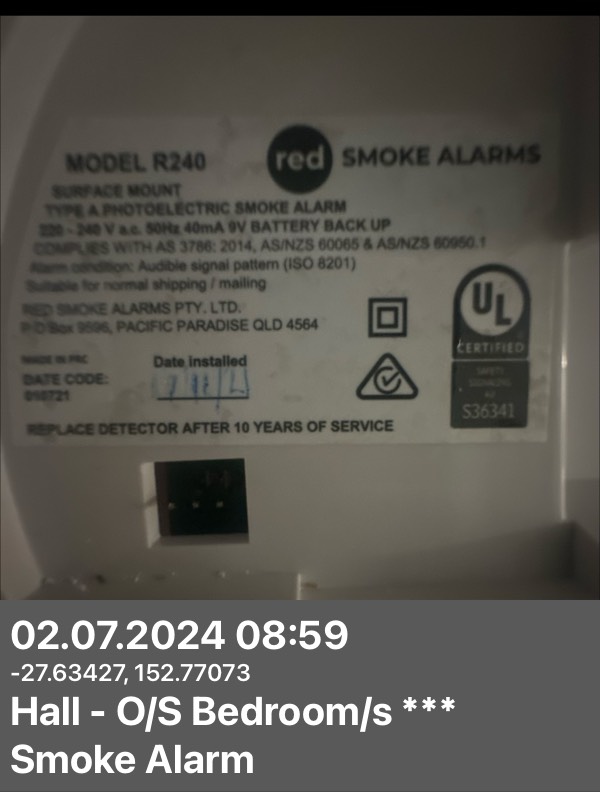 MODEL R240
red SMOKE ALARMS
SURFACE MOUNT
TYPE A PHOTOELECTRIC SMOKE ALARM
220 - 240 V a.c. 50Hz 40mA 9V BATTERY BACK UP
COMPLIES WITH AS 3786: 2014, AS/NZS 60065 & AS/NZS 60950.1
Alarm condition: Audible signal pattern (ISO 8201)
Suitable for normal shipping / mailing
RED SMOKE ALARMS PTY. LTD.
P O Box 9596, PACIFIC PARADISE QLD 4564
UL
CERTIFIED
SAFETY
SIGNALING
S36341
MADE IN PRC
Date installed
DATE CODE:
010721
REPLACE DETECTOR AFTER 10 YEARS OF SERVICE
02.07.2024 08:59
-27.63427, 152.77073
Hall - O/S Bedroom/s ***
Smoke Alarm